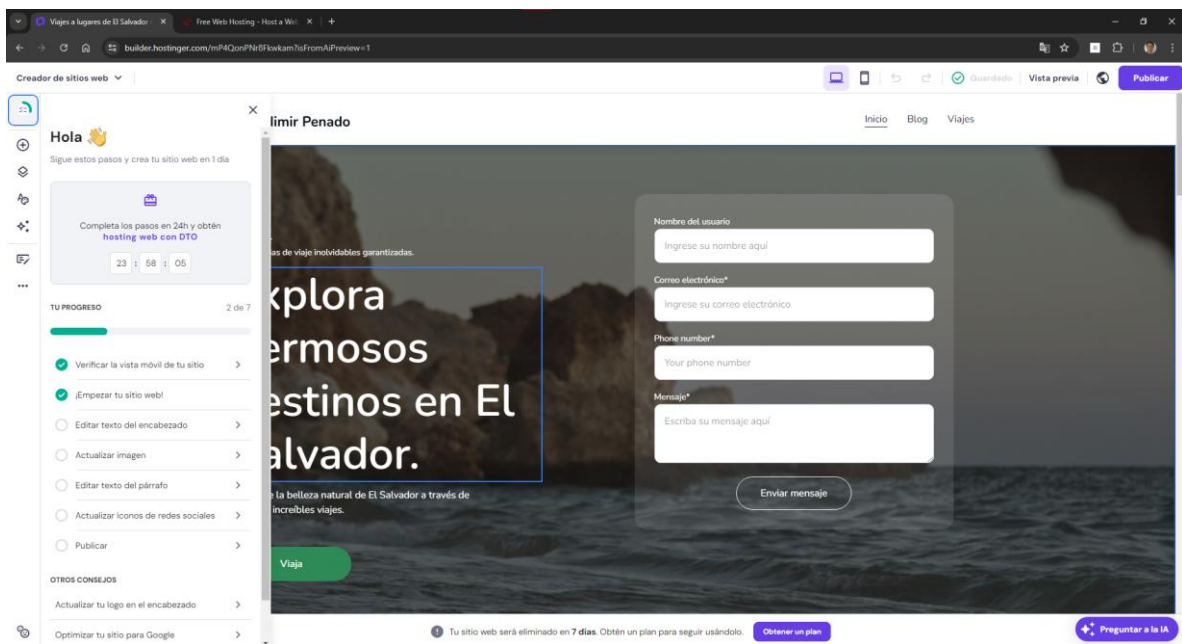 Viajes a lugares de El Salvador
Free Web Hosting - Host a Web
builder.hostinger.com/mP4QonPNrBFkwkam?isFromAiPreview=1
Creador de sitios web
Guardado
Vista previa
Publicar
Hola 👋
Sigue estos pasos y crea tu sitio web en 1 día
Completa los pasos en 24h y obtén
hosting web con DTO
23 : 58 : 05
TU PROGRESO
2 de 7
Verificar la vista móvil de tu sitio
¡Empezar tu sitio web!
Editar texto del encabezado
Actualizar imagen
Editar texto del párrafo
Actualizar iconos de redes sociales
Publicar
OTROS CONSEJOS
Actualizar tu logo en el encabezado
Optimizar tu sitio para Google
limir Penado
Inicio Blog Viajes
as de viaje inolvidables garantizadas.
xplora
ermosos
estinos en El
alvador.
e la belleza natural de El Salvador a través de
increíbles viajes.
Viaja
Nombre del usuario
Ingrese su nombre aquí
Correo electrónico*
Ingrese su correo electrónico
Phone number*
Your phone number
Mensaje*
Escriba su mensaje aquí
Enviar mensaje
Tu sitio web será eliminado en 7 días. Obtén un plan para seguir usándolo.
Obtener un plan
Preguntar a la IA